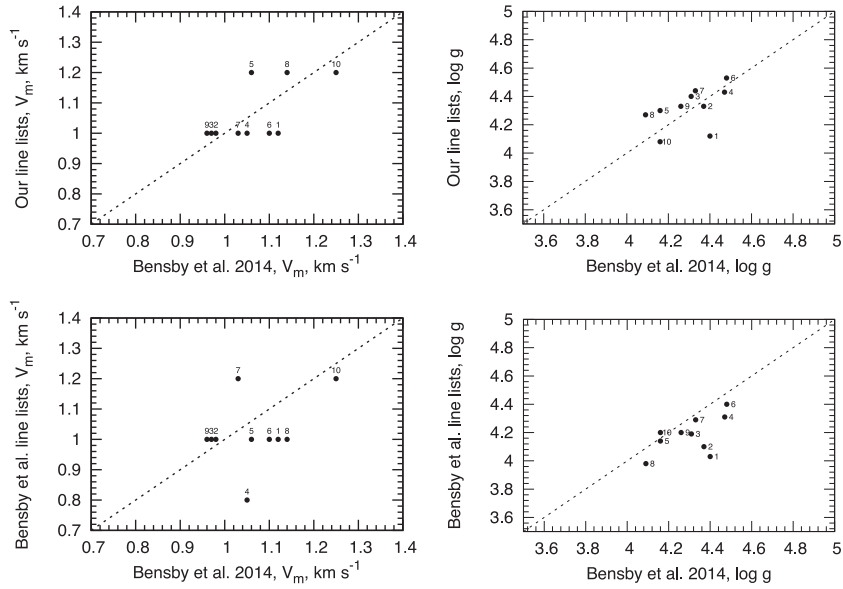 Our line lists, Vm, km s-1
1.4
1.3
1.2
1.1
1
0.9
0.8
0.7
5 8 10
932 7 4 6 1
0.7 0.8 0.9 1 1.1 1.2 1.3 1.4
Bensby et al. 2014, Vm, km s-1
Our line lists, log g
5
4.8
4.6
4.4
4.2
4
3.8
3.6
6
7
3 4
9 2
5
8
10 1
3.6 3.8 4 4.2 4.4 4.6 4.8 5
Bensby et al. 2014, log g
Bensby et al. line lists, Vm, km s-1
1.4
1.3
1.2
1.1
1
0.9
0.8
0.7
7 10
932 5 6 1 8
4
0.7 0.8 0.9 1 1.1 1.2 1.3 1.4
Bensby et al. 2014, Vm, km s-1
Bensby et al. line lists, log g
5
4.8
4.6
4.4
4.2
4
3.8
3.6
6
7 4
10 9 3
5 2
8 1
3.6 3.8 4 4.2 4.4 4.6 4.8 5
Bensby et al. 2014, log g